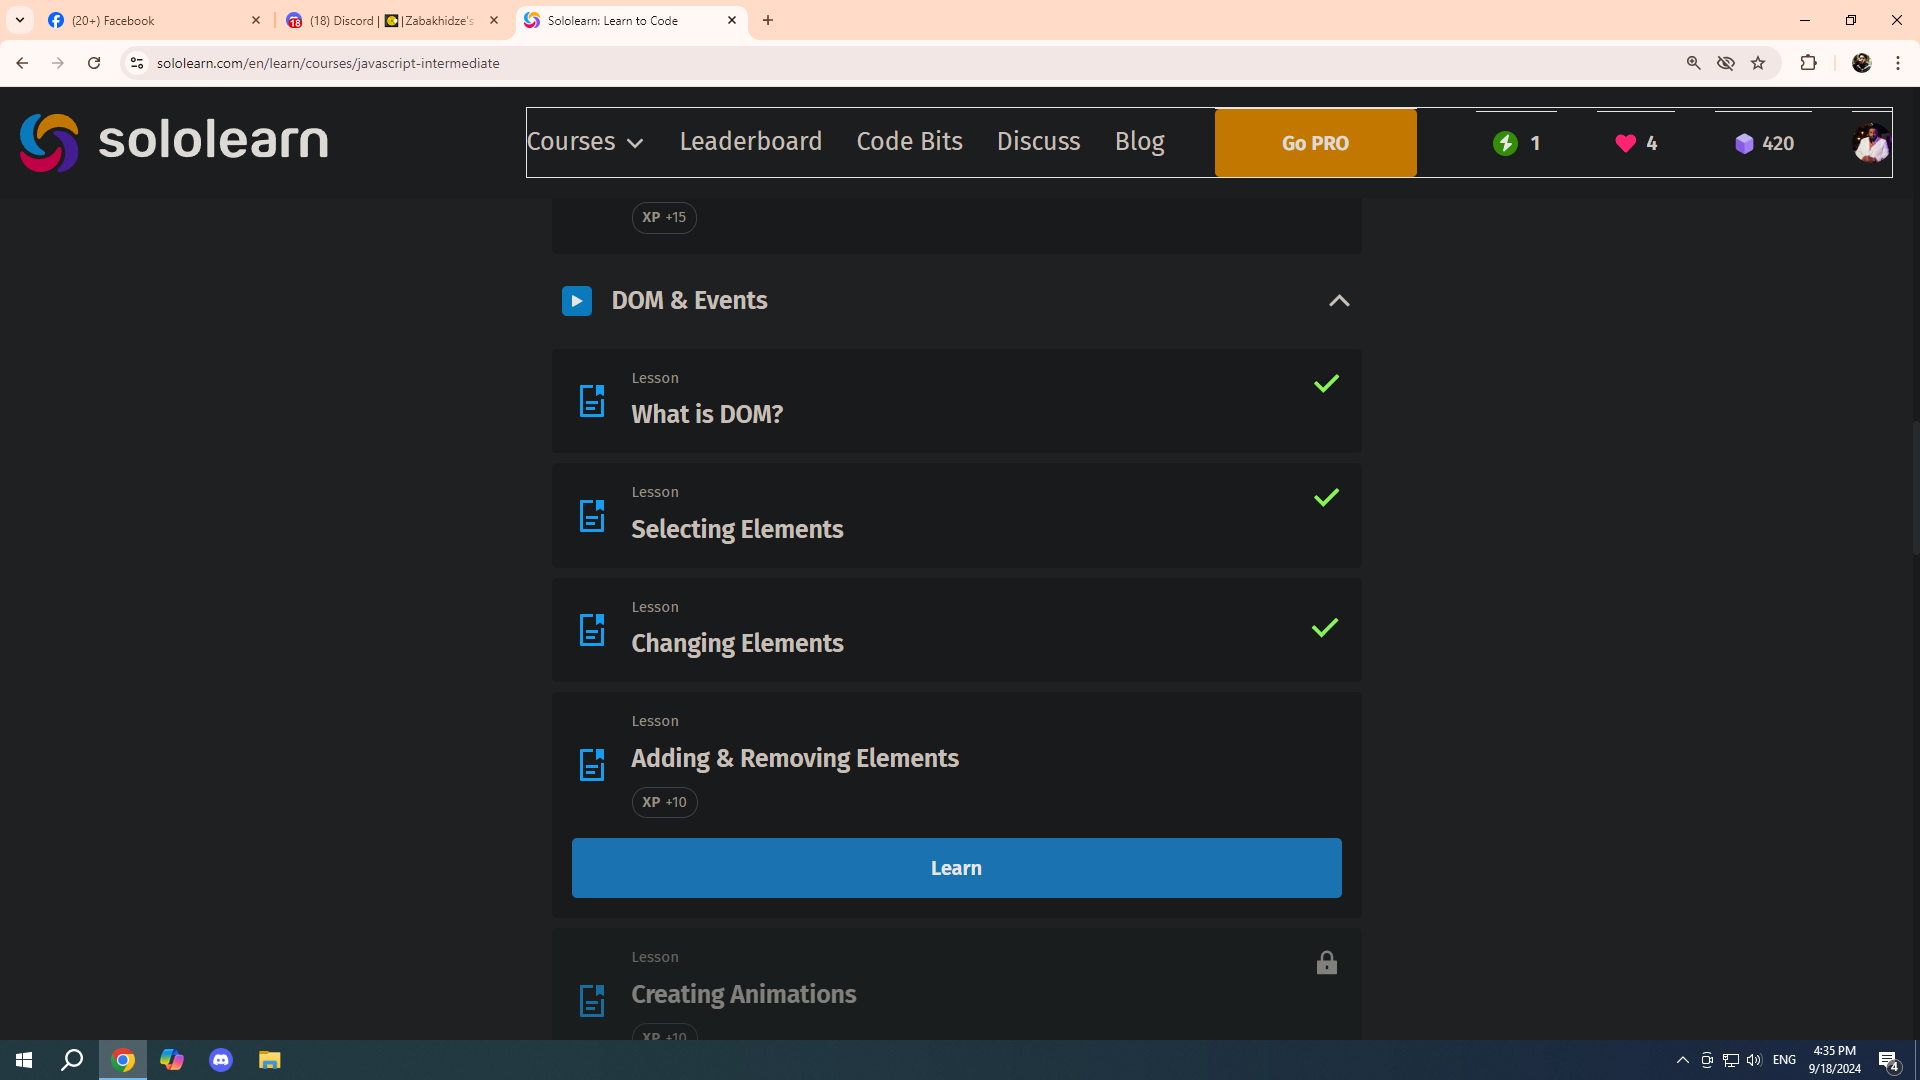 (20+) Facebook
(18) Discord | |Zabakhidze's
Sololearn: Learn to Code
sololearn.com/en/learn/courses/javascript-intermediate
sololearn
Courses
Leaderboard
Code Bits
Discuss
Blog
Go PRO
1
4
420
XP +15
DOM & Events
Lesson
What is DOM?
Lesson
Selecting Elements
Lesson
Changing Elements
Lesson
Adding & Removing Elements
XP +10
Learn
Lesson
Creating Animations
XP +10
ENG
4:35 PM
9/18/2024
4